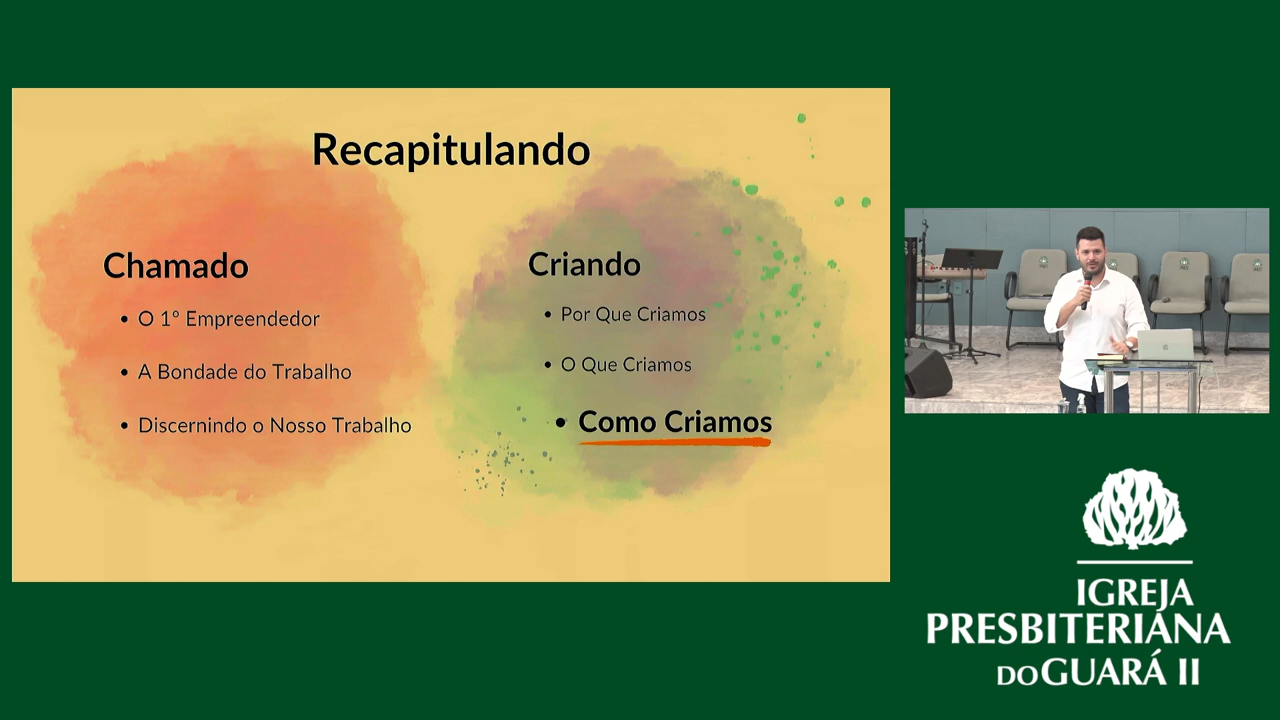 Recapitulando
Chamado
• O 1º Empreendedor
• A Bondade do Trabalho
• Discernindo o Nosso Trabalho
Criando
• Por Que Criamos
• O Que Criamos
• Como Criamos
IGREJA
PRESBITERIANA
DO GUARÁ II